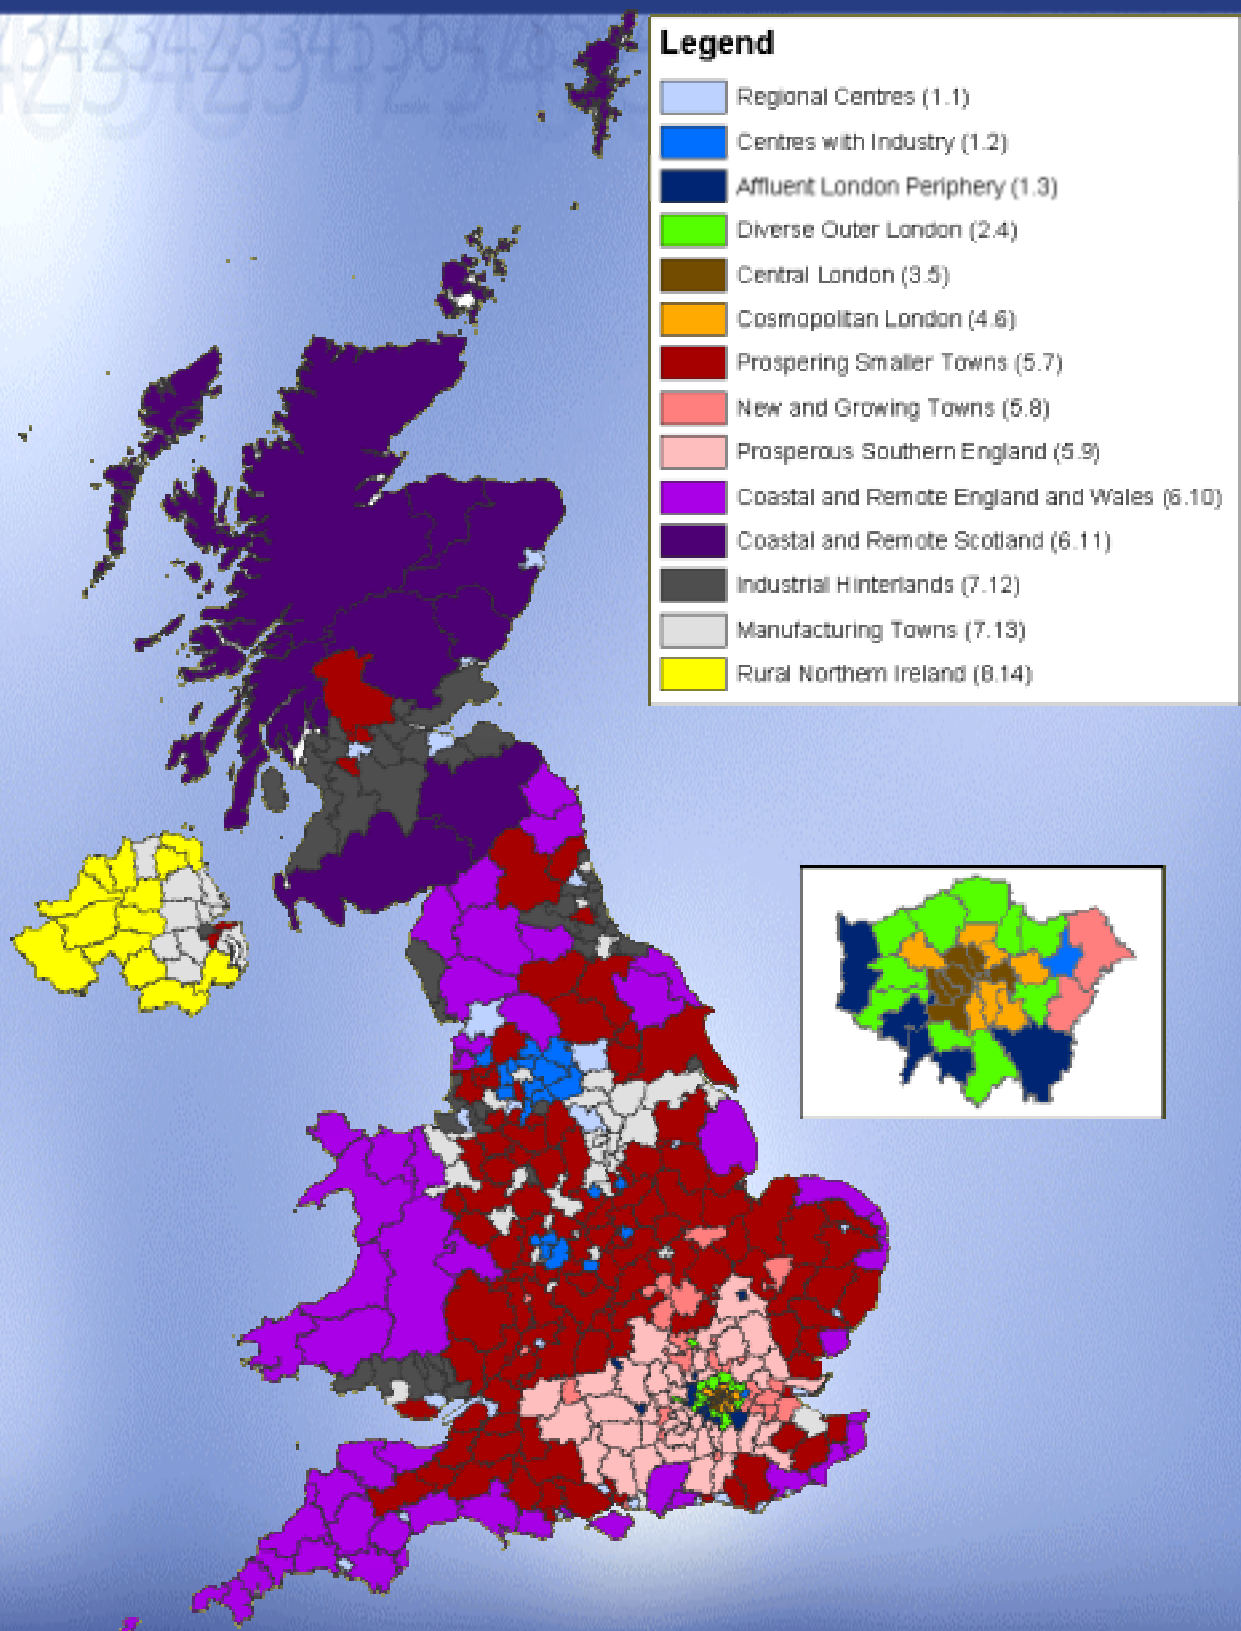 Legend
Regional Centres (1.1)
Centres with Industry (1.2)
Affluent London Periphery (1.3)
Diverse Outer London (2.4)
Central London (3.5)
Cosmopolitan London (4.6)
Prospering Smaller Towns (5.7)
New and Growing Towns (5.8)
Prosperous Southern England (5.9)
Coastal and Remote England and Wales (6.10)
Coastal and Remote Scotland (6.11)
Industrial Hinterlands (7.12)
Manufacturing Towns (7.13)
Rural Northern Ireland (8.14)